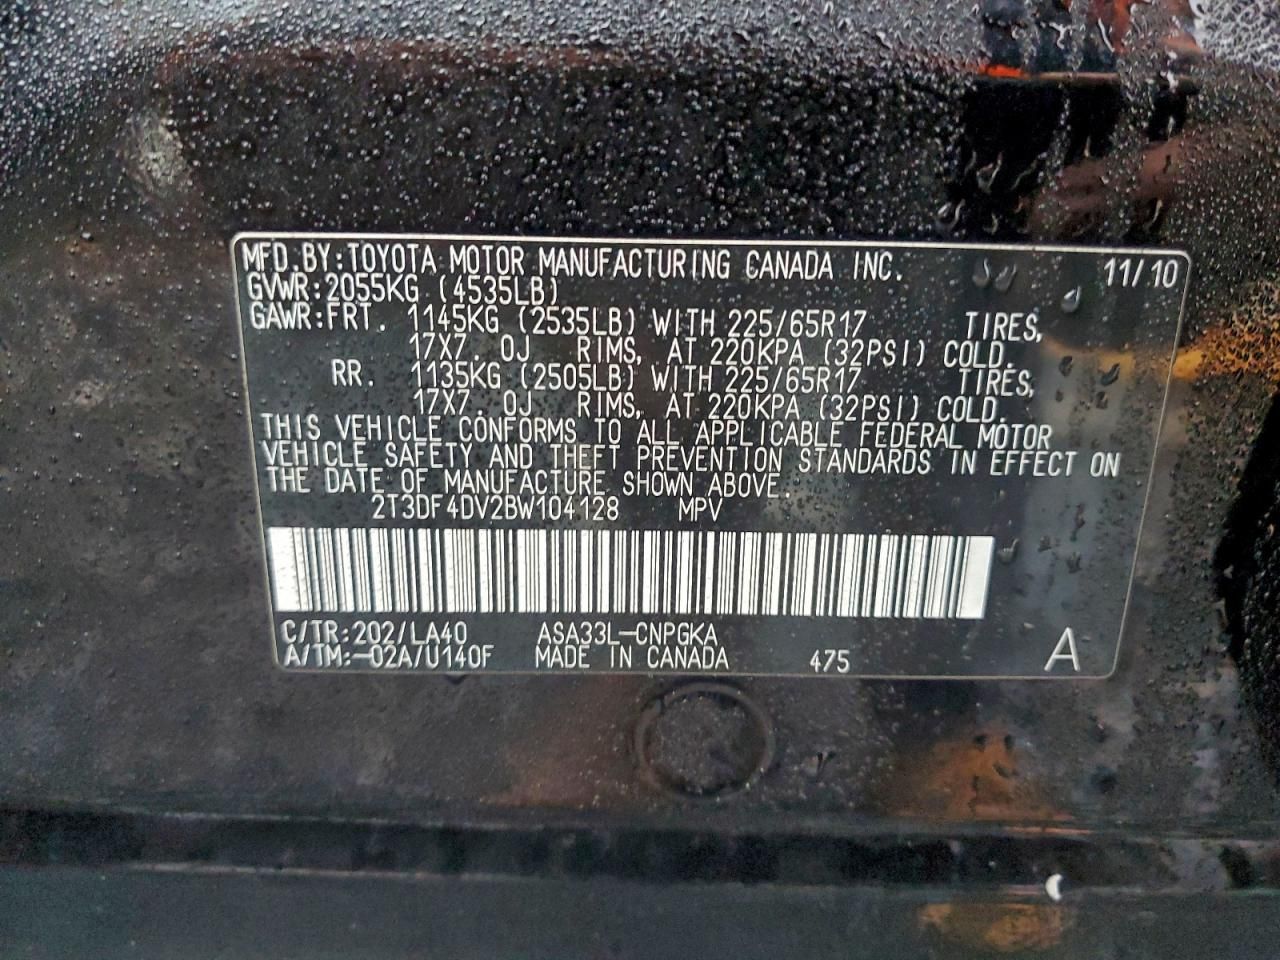 MFD. BY: TOYOTA MOTOR MANUFACTURING CANADA INC. 11/10
GVWR: 2055KG (4535LB)
GAWR: FRT. 1145KG (2535LB) WITH 225/65R17 TIRES,
17X7.0J RIMS, AT 220KPA (32PSI) COLD.
RR. 1135KG (2505LB) WITH 225/65R17 TIRES,
17X7.0J RIMS, AT 220KPA (32PSI) COLD.
THIS VEHICLE CONFORMS TO ALL APPLICABLE FEDERAL MOTOR
VEHICLE SAFETY AND THEFT PREVENTION STANDARDS IN EFFECT ON
THE DATE OF MANUFACTURE SHOWN ABOVE.
2T3DF4DV2BW104128 MPV
C/TR: 202/LA40 ASA33L-CNPGKA
A/TM: -02A/U140F MADE IN CANADA 475 A